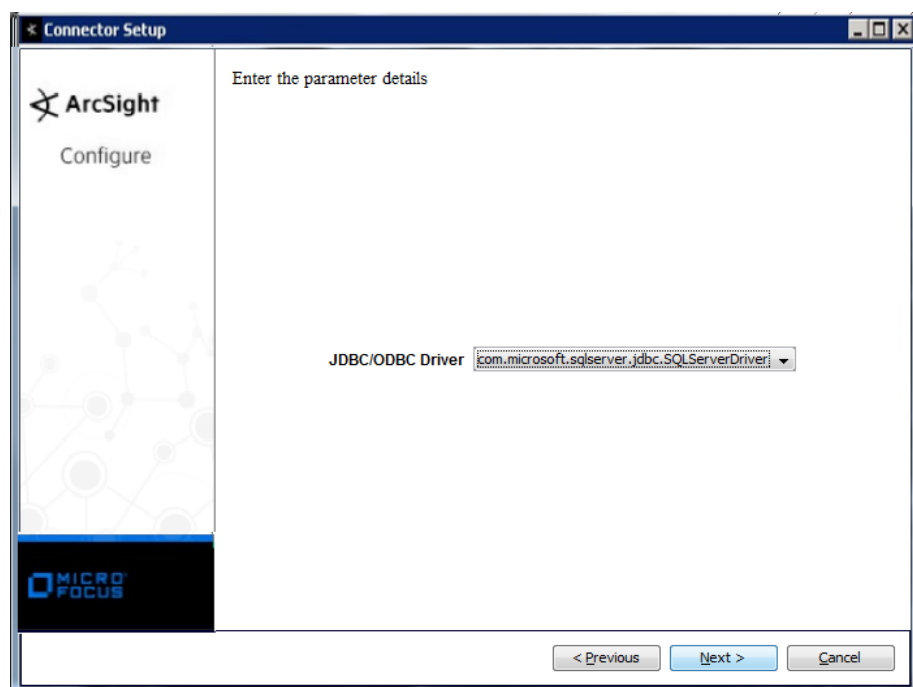 Connector Setup
ArcSight
Configure
Enter the parameter details
JDBC/ODBC Driver com.microsoft.sqlserver.jdbc.SQLServerDriver
MICRO
FOCUS
< Previous Next > Cancel